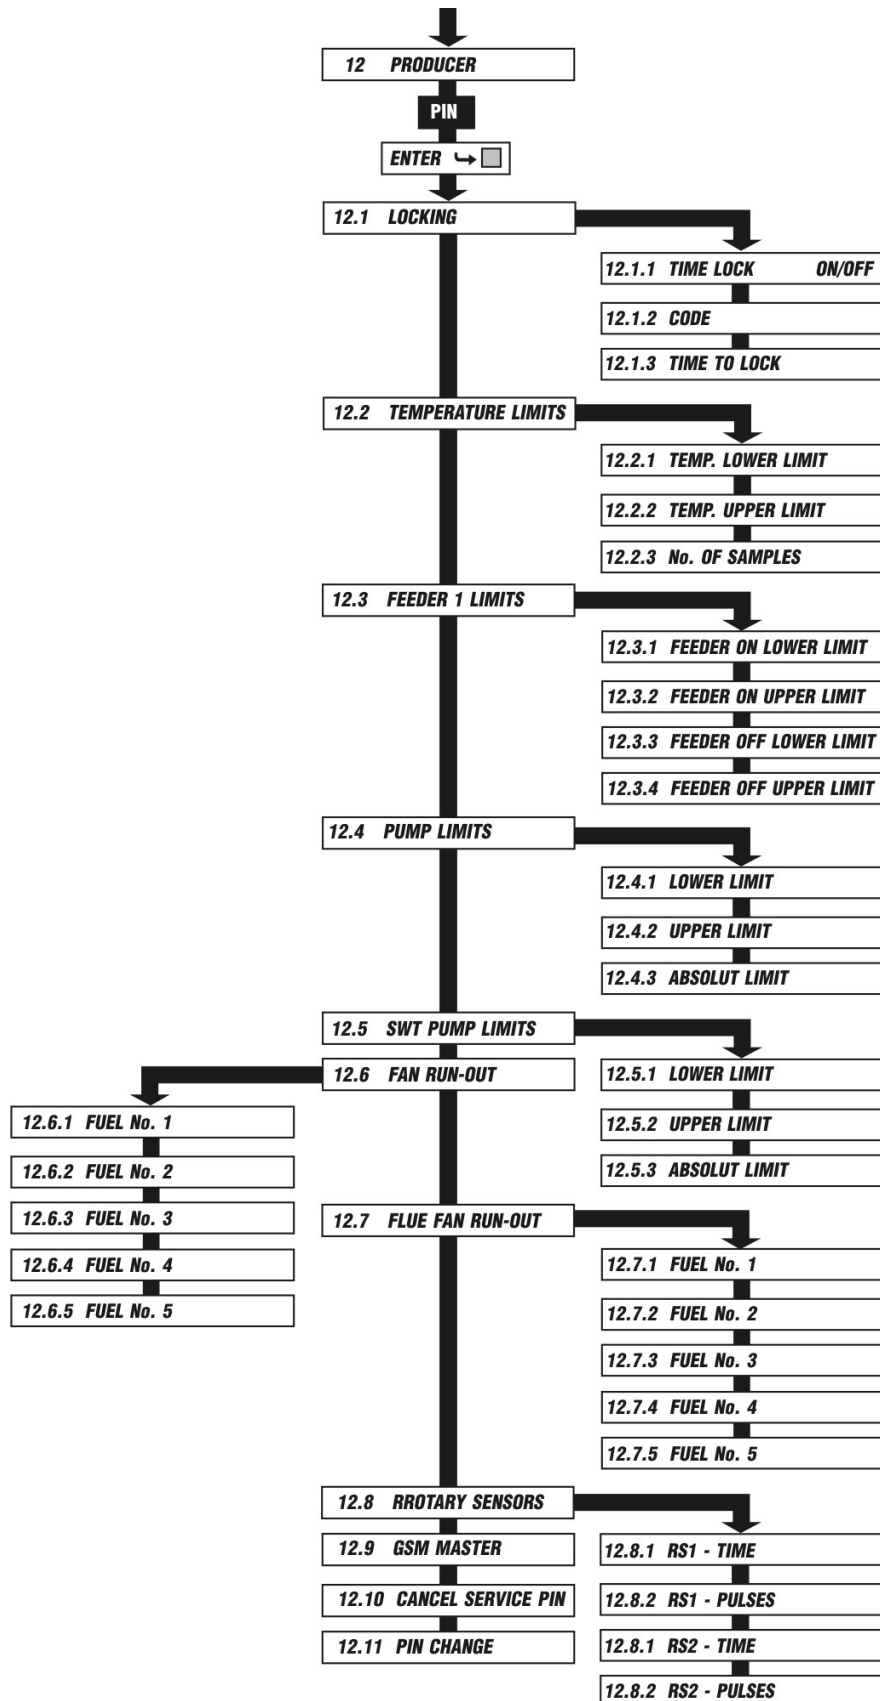 12 PRODUCER
PIN
ENTER
12.1 LOCKING
12.1.1 TIME LOCK ON/OFF
12.1.2 CODE
12.1.3 TIME TO LOCK
12.2 TEMPERATURE LIMITS
12.2.1 TEMP. LOWER LIMIT
12.2.2 TEMP. UPPER LIMIT
12.2.3 No. OF SAMPLES
12.3 FEEDER 1 LIMITS
12.3.1 FEEDER ON LOWER LIMIT
12.3.2 FEEDER ON UPPER LIMIT
12.3.3 FEEDER OFF LOWER LIMIT
12.3.4 FEEDER OFF UPPER LIMIT
12.4 PUMP LIMITS
12.4.1 LOWER LIMIT
12.4.2 UPPER LIMIT
12.4.3 ABSOLUT LIMIT
12.5 SWT PUMP LIMITS
12.5.1 LOWER LIMIT
12.5.2 UPPER LIMIT
12.5.3 ABSOLUT LIMIT
12.6 FAN RUN-OUT
12.6.1 FUEL No. 1
12.6.2 FUEL No. 2
12.6.3 FUEL No. 3
12.6.4 FUEL No. 4
12.6.5 FUEL No. 5
12.7 FLUE FAN RUN-OUT
12.7.1 FUEL No. 1
12.7.2 FUEL No. 2
12.7.3 FUEL No. 3
12.7.4 FUEL No. 4
12.7.5 FUEL No. 5
12.8 RROTARY SENSORS
12.8.1 RS1 - TIME
12.8.2 RS1 - PULSES
12.8.1 RS2 - TIME
12.8.2 RS2 - PULSES
12.9 GSM MASTER
12.10 CANCEL SERVICE PIN
12.11 PIN CHANGE